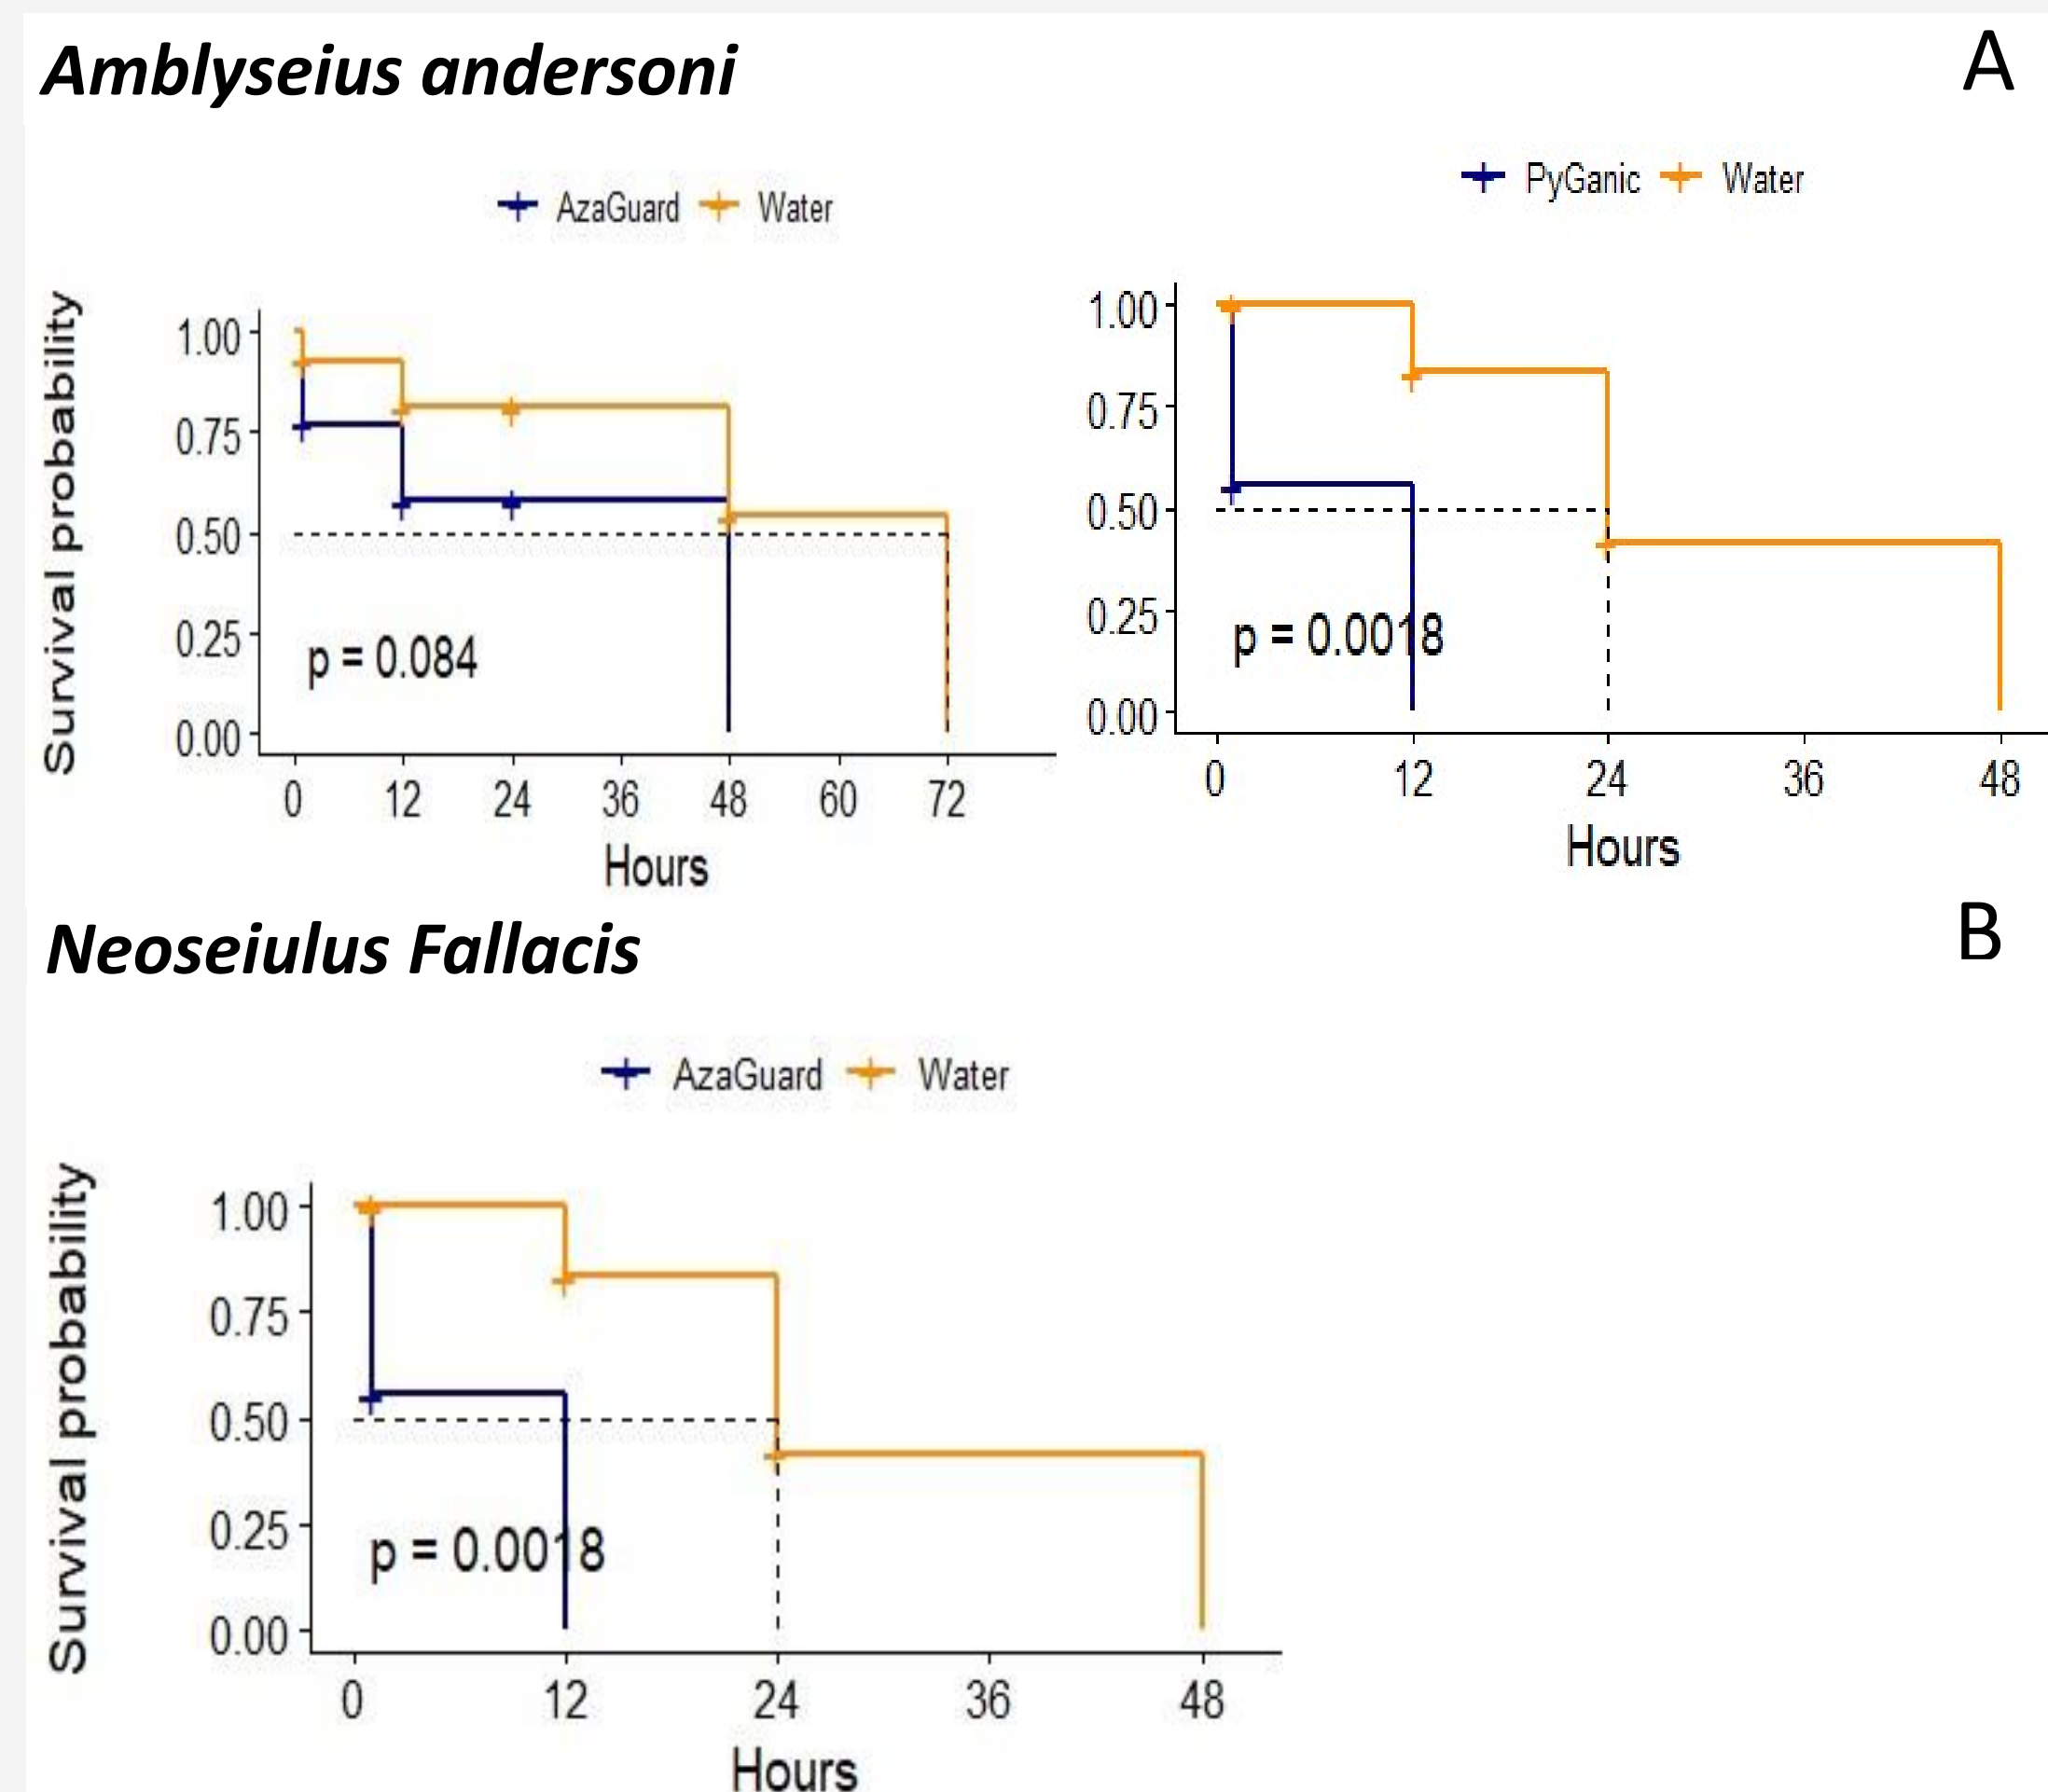 Amblyseius andersoni
A
AzaGuard Water
Survival probability
1.00
0.75
0.50
0.25
0.00
p = 0.084
0 12 24 36 48 60 72
Hours
PyGanic Water
1.00
0.75
0.50
0.25
0.00
p = 0.0018
0 12 24 36 48
Hours
Neoseiulus Fallacis
B
AzaGuard Water
Survival probability
1.00
0.75
0.50
0.25
0.00
p = 0.0018
0 12 24 36 48
Hours